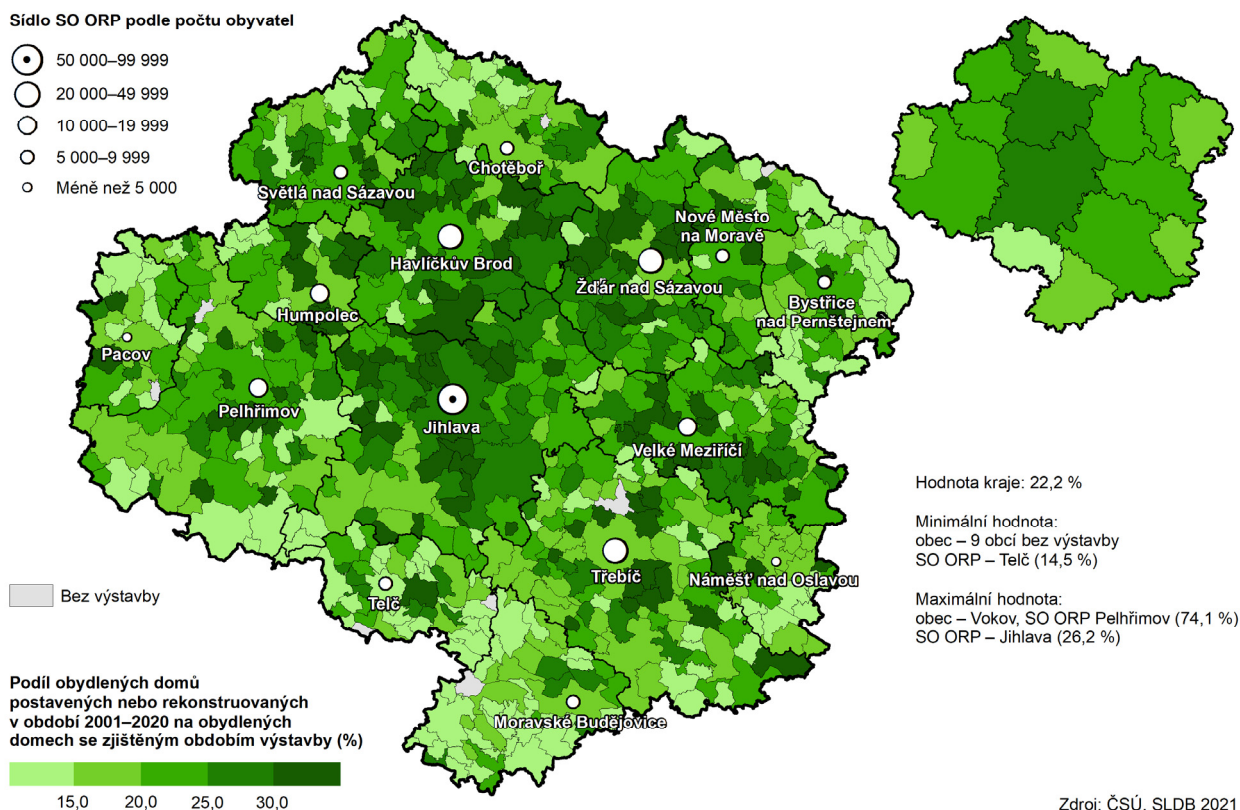 Sídlo SO ORP podle počtu obyvatel
50 000–99 999
20 000–49 999
10 000–19 999
5 000–9 999
Méně než 5 000
Chotěboř
Světlá nad Sázavou
Nové Město
na Moravě
Havlíčkův Brod
Žďár nad Sázavou
Humpolec
Bystřice
nad Pernštejnem
Pacov
Pelhřimov
Jihlava
Velké Meziříčí
Třebíč
Náměšť nad Oslavou
Telč
Moravské Budějovice
Hodnota kraje: 22,2 %
Minimální hodnota:
obec – 9 obcí bez výstavby
SO ORP – Telč (14,5 %)
Maximální hodnota:
obec – Vokov, SO ORP Pelhřimov (74,1 %)
SO ORP – Jihlava (26,2 %)
Bez výstavby
Podíl obydlených domů
postavených nebo rekonstruovaných
v období 2001–2020 na obydlených
domech se zjištěným obdobím výstavby (%)
15,0 20,0 25,0 30,0
Zdroj: ČSÚ, SLDB 2021